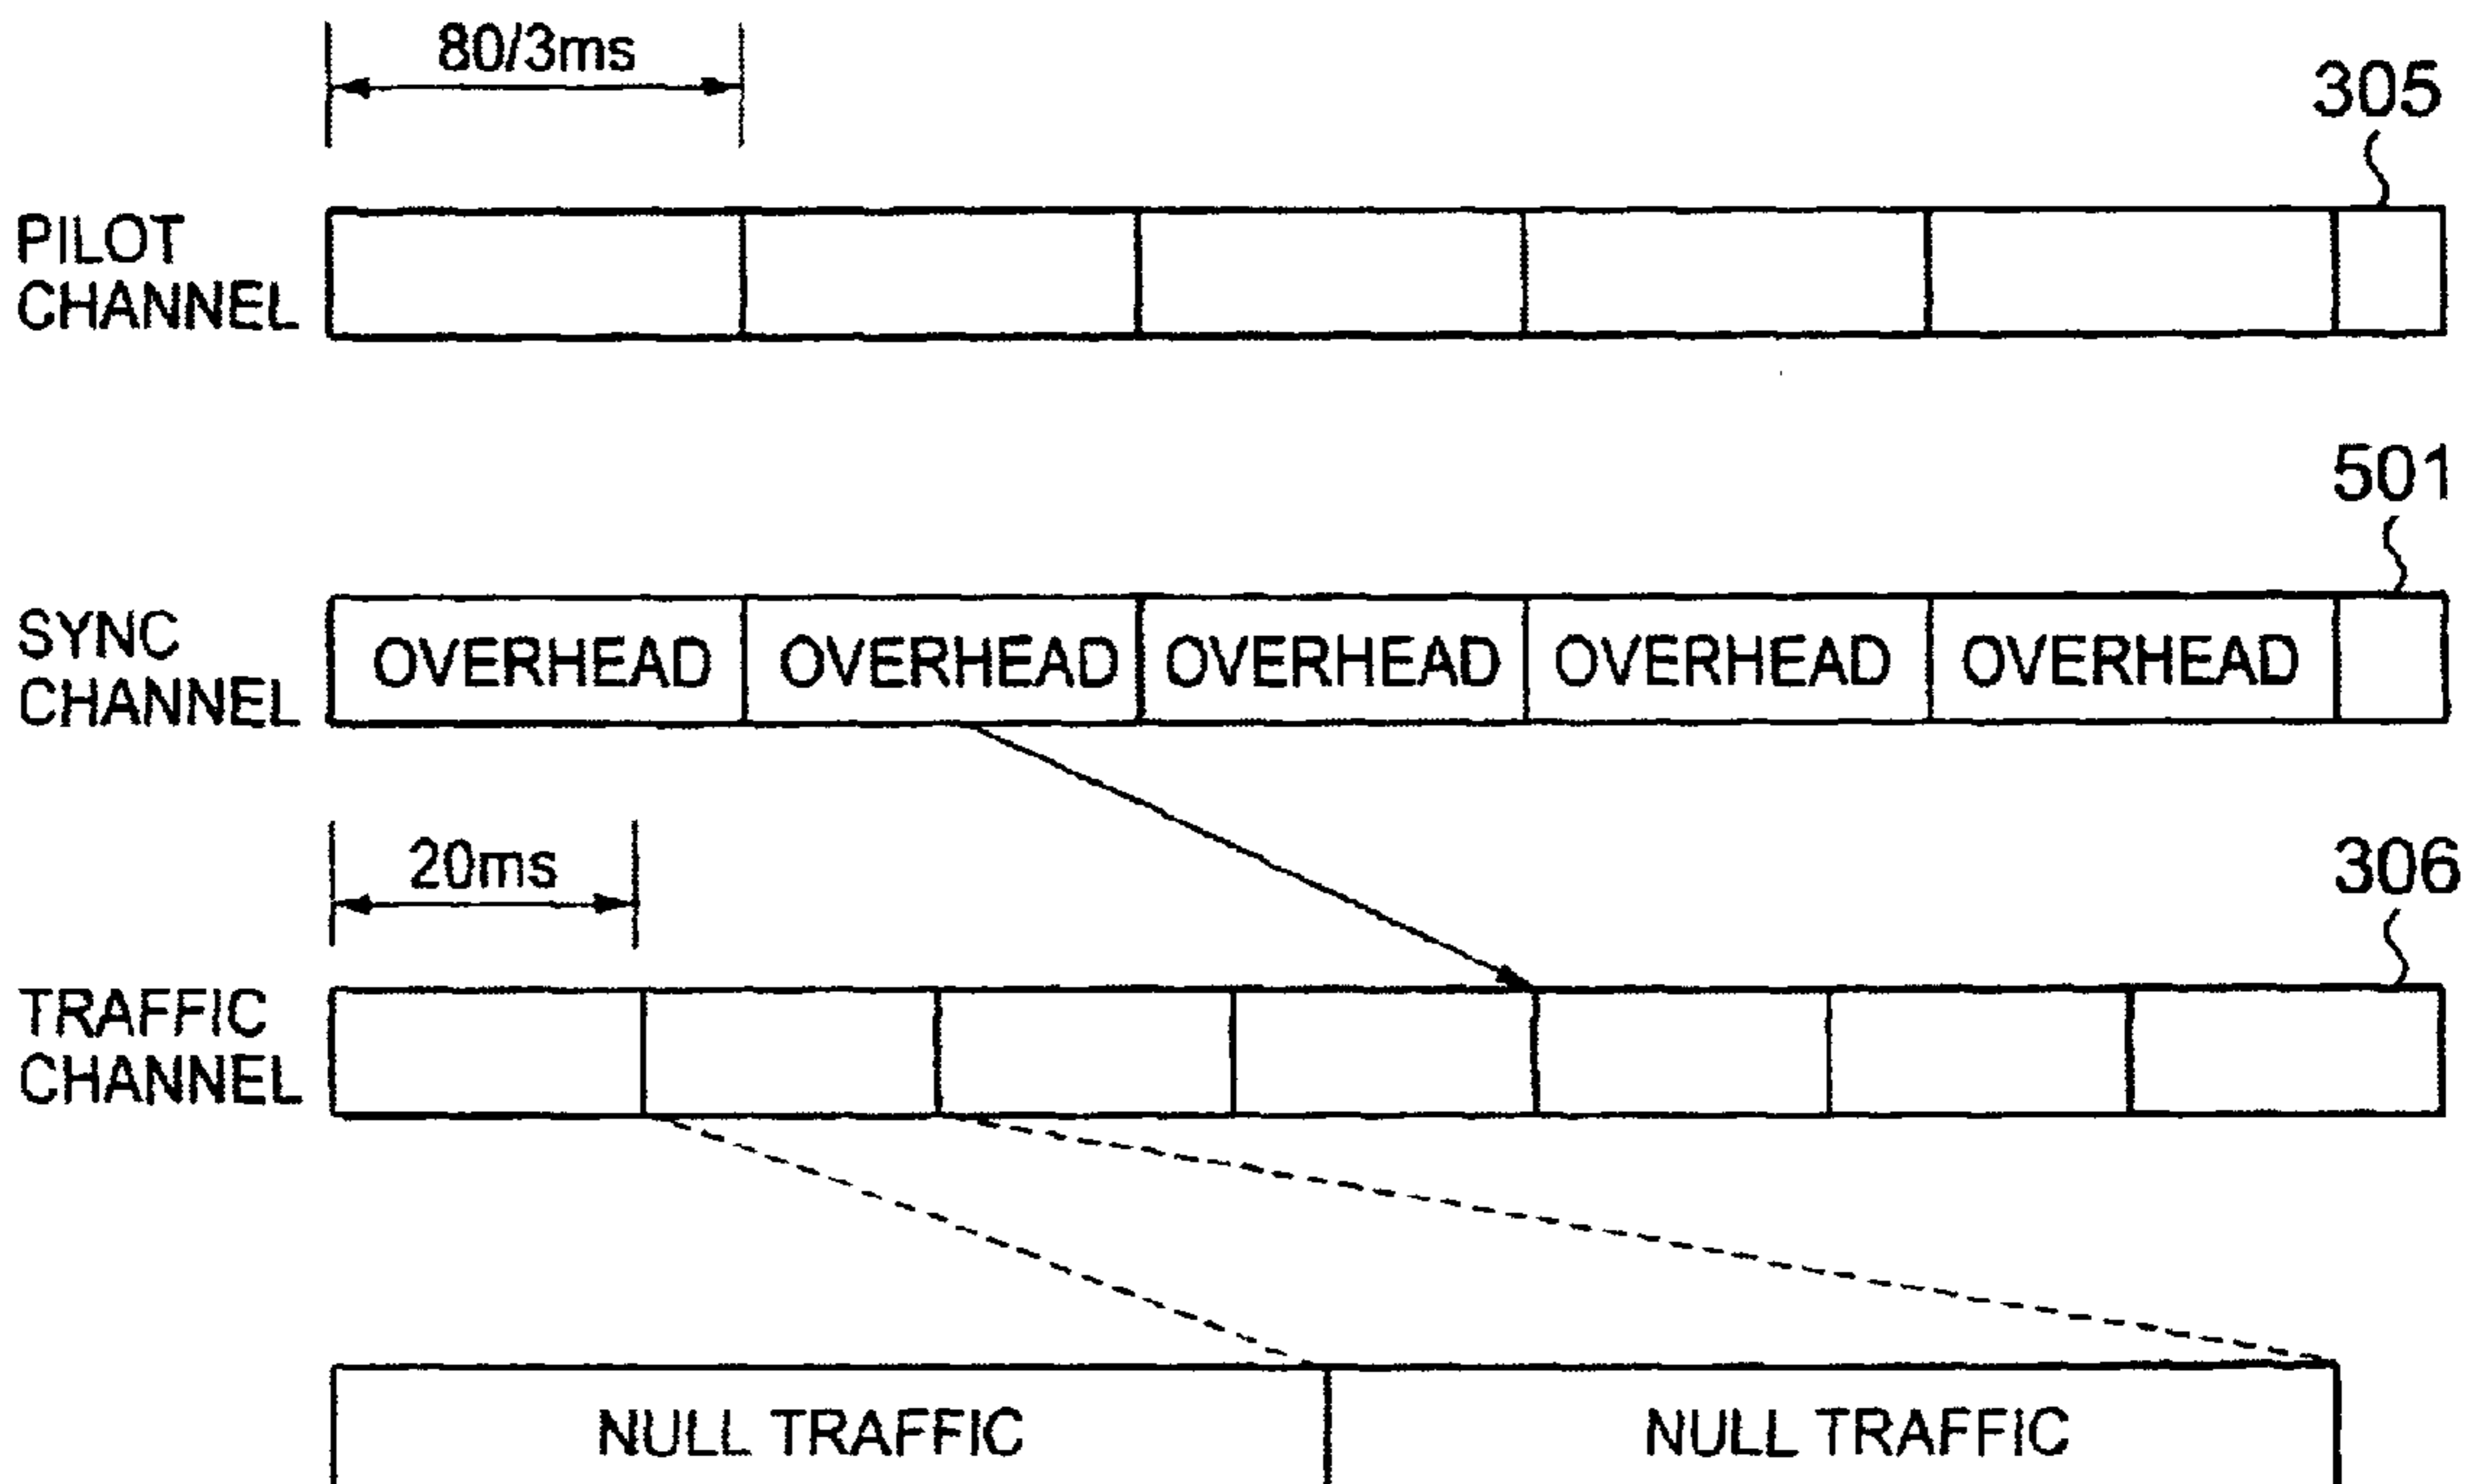 80/3ms
305
PILOT
CHANNEL
501
SYNC
CHANNEL
OVERHEAD
OVERHEAD
OVERHEAD
OVERHEAD
OVERHEAD
20ms
306
TRAFFIC
CHANNEL
NULL TRAFFIC
NULL TRAFFIC